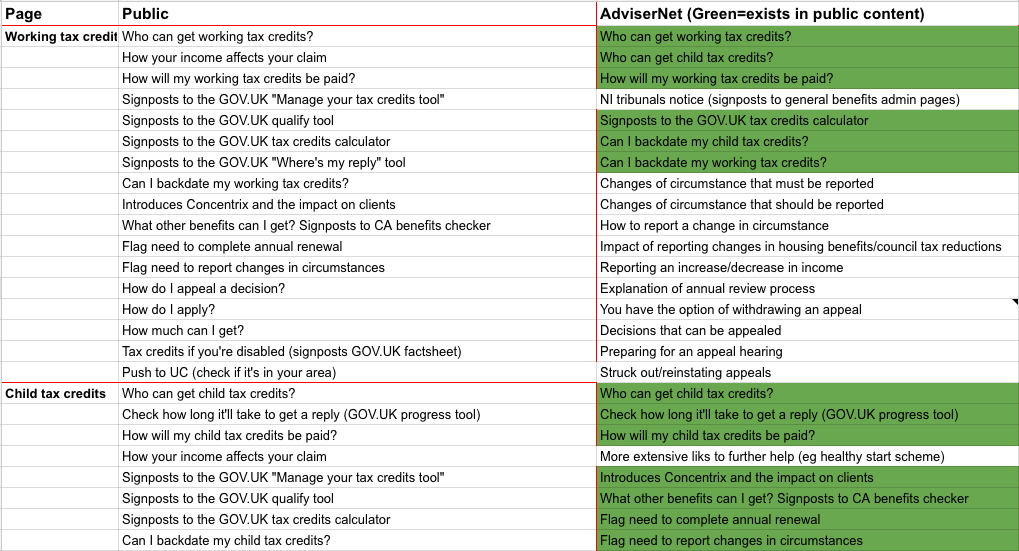 Page Public AdviserNet (Green=exists in public content)
Working tax credit Who can get working tax credits? Who can get working tax credits?
How your income affects your claim Who can get child tax credits?
How will my working tax credits be paid? How will my working tax credits be paid?
Signposts to the GOV.UK "Manage your tax credits tool" NI tribunals notice (signposts to general benefits admin pages)
Signposts to the GOV.UK qualify tool Signposts to the GOV.UK tax credits calculator
Signposts to the GOV.UK tax credits calculator Can I backdate my child tax credits?
Signposts to the GOV.UK "Where's my reply" tool Can I backdate my working tax credits?
Can I backdate my working tax credits? Changes of circumstance that must be reported
Introduces Concentrix and the impact on clients Changes of circumstance that should be reported
What other benefits can I get? Signposts to CA benefits checker How to report a change in circumstance
Flag need to complete annual renewal Impact of reporting changes in housing benefits/council tax reductions
Flag need to report changes in circumstances Reporting an increase/decrease in income
How do I appeal a decision? Explanation of annual review process
How do I apply? You have the option of withdrawing an appeal
How much can I get? Decisions that can be appealed
Tax credits if you're disabled (signposts GOV.UK factsheet) Preparing for an appeal hearing
Push to UC (check if it's in your area) Struck out/reinstating appeals
Child tax credits Who can get child tax credits? Who can get child tax credits?
Check how long it'll take to get a reply (GOV.UK progress tool) Check how long it'll take to get a reply (GOV.UK progress tool)
How will my child tax credits be paid? How will my child tax credits be paid?
How your income affects your claim More extensive liks to further help (eg healthy start scheme)
Signposts to the GOV.UK "Manage your tax credits tool" Introduces Concentrix and the impact on clients
Signposts to the GOV.UK qualify tool What other benefits can I get? Signposts to CA benefits checker
Signposts to the GOV.UK tax credits calculator Flag need to complete annual renewal
Can I backdate my child tax credits? Flag need to report changes in circumstances